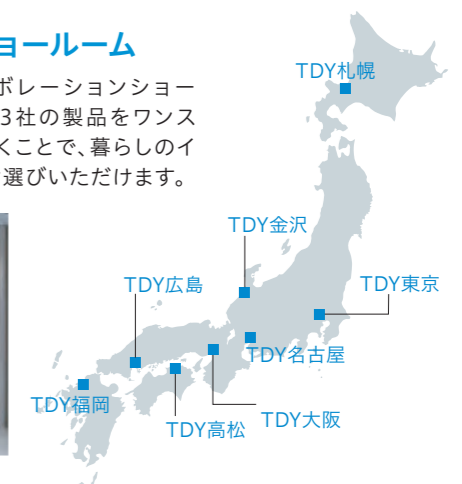 ョールーム
ボレーションショー
3社の製品をワンス
くことで、暮らしのイ
選びいただけます。
TDY札幌
TDY金沢
TDY広島
TDY東京
TDY名古屋
TDY福岡
TDY高松
TDY大阪